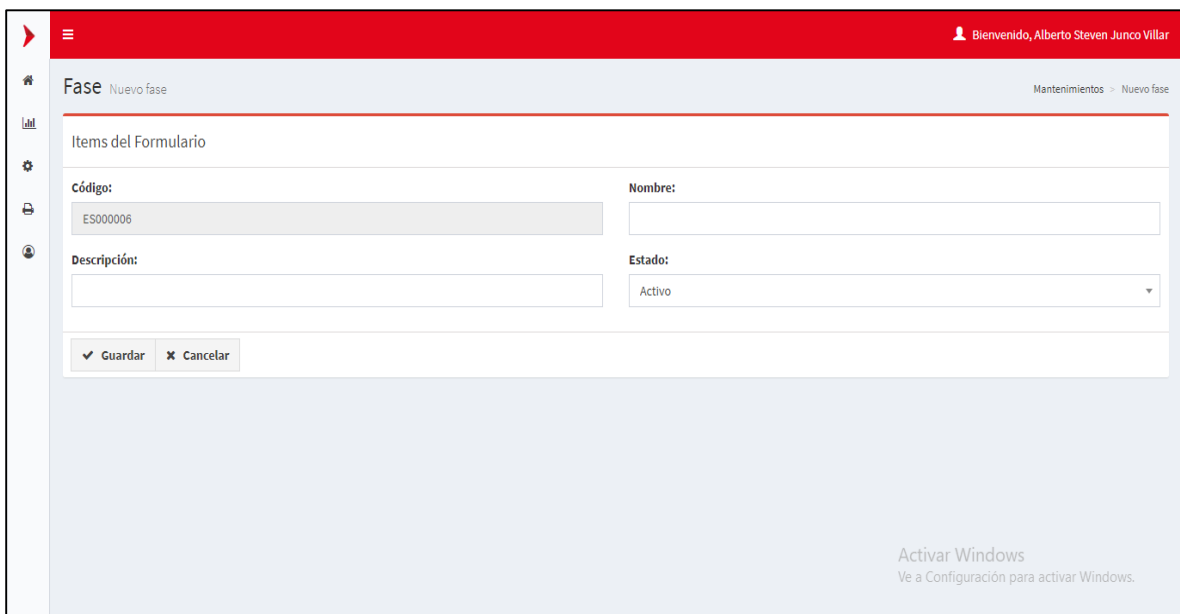 Bienvenido, Alberto Steven Junco Villar
Fase Nuevo fase
Mantenimientos > Nuevo fase
Items del Formulario
Código:
Nombre:
ES000006
Descripción:
Estado:
Activo
Guardar
Cancelar
Activar Windows
Ve a Configuración para activar Windows.